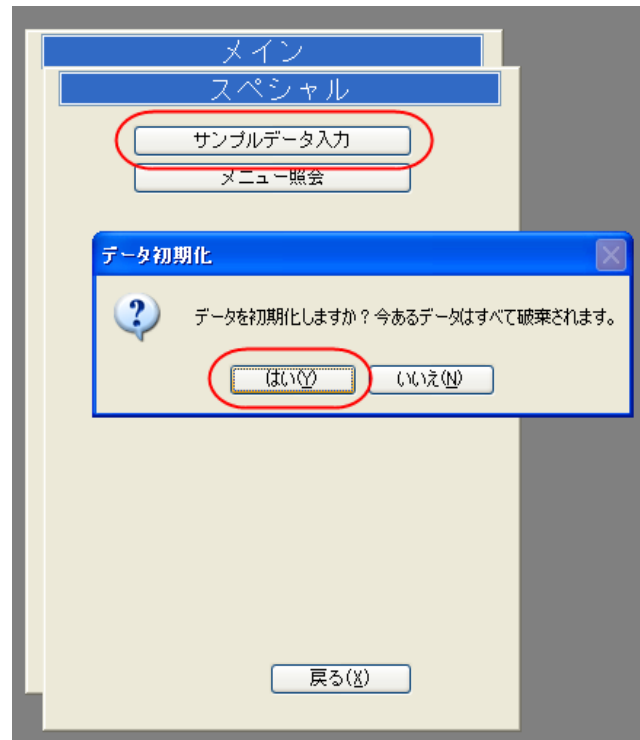 メイン
スペシャル
サンプルデータ入力
メニュー照会
データ初期化
データを初期化しますか？今あるデータはすべて破棄されます。
はい(Y) いいえ(N)
戻る(X)